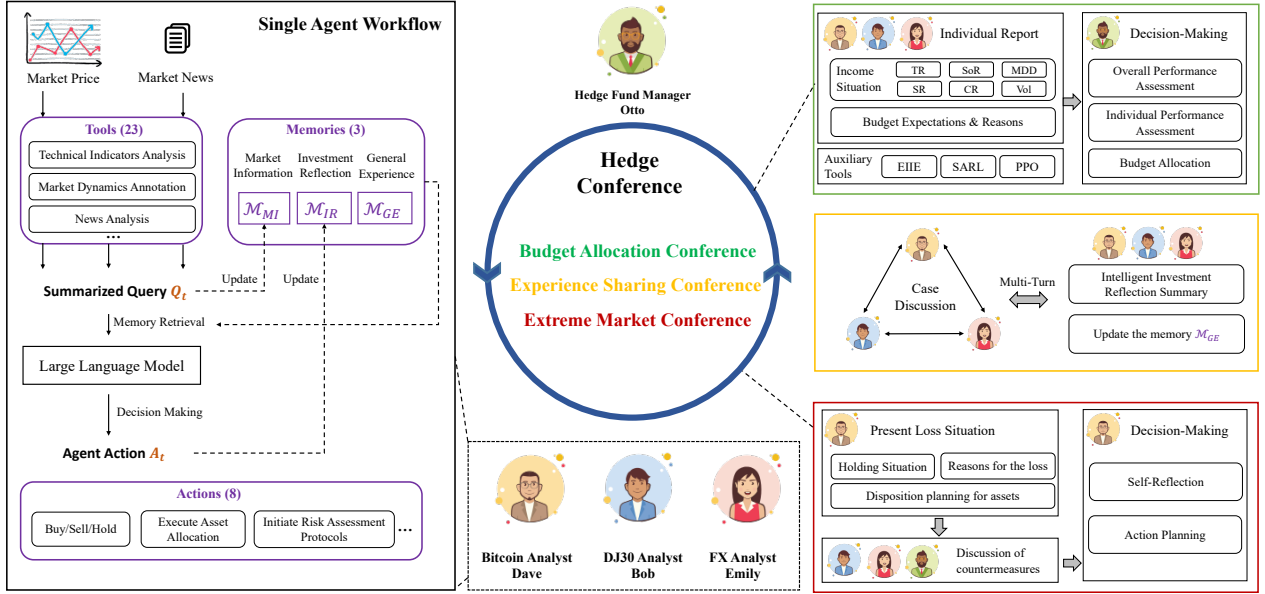 Single Agent Workflow
Market Price
Market News
Tools (23)
Technical Indicators Analysis
Market Dynamics Annotation
News Analysis
...
Memories (3)
Market
Information
Investment
Reflection
General
Experience
ℳ_MI
ℳ_IR
ℳ_GE
Summarized Query Q_t
Update
Update
Memory Retrieval
Large Language Model
Decision Making
Agent Action A_t
Actions (8)
Buy/Sell/Hold
Execute Asset
Allocation
Initiate Risk Assessment
Protocols
...
Hedge Fund Manager
Otto
Hedge
Conference
Budget Allocation Conference
Experience Sharing Conference
Extreme Market Conference
Bitcoin Analyst
Dave
DJ30 Analyst
Bob
FX Analyst
Emily
Individual Report
Income
Situation
TR
SoR
MDD
SR
CR
Vol
Budget Expectations & Reasons
Auxiliary
Tools
EIIE
SARL
PPO
Decision-Making
Overall Performance
Assessment
Individual Performance
Assessment
Budget Allocation
Case
Discussion
Multi-Turn
Intelligent Investment
Reflection Summary
Update the memory ℳ_GE
Present Loss Situation
Holding Situation
Reasons for the loss
Disposition planning for assets
Discussion of
countermeasures
Decision-Making
Self-Reflection
Action Planning